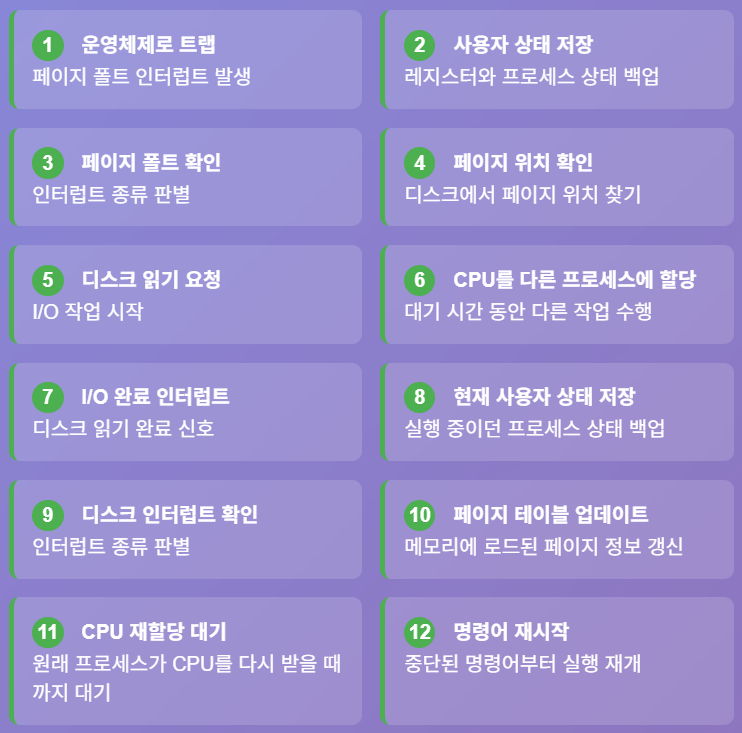 1 운영체제로 트랩
페이지 폴트 인터럽트 발생
2 사용자 상태 저장
레지스터와 프로세스 상태 백업
3 페이지 폴트 확인
인터럽트 종류 판별
4 페이지 위치 확인
디스크에서 페이지 위치 찾기
5 디스크 읽기 요청
I/O 작업 시작
6 CPU를 다른 프로세스에 할당
대기 시간 동안 다른 작업 수행
7 I/O 완료 인터럽트
디스크 읽기 완료 신호
8 현재 사용자 상태 저장
실행 중이던 프로세스 상태 백업
9 디스크 인터럽트 확인
인터럽트 종류 판별
10 페이지 테이블 업데이트
메모리에 로드된 페이지 정보 갱신
11 CPU 재할당 대기
원래 프로세스가 CPU를 다시 받을 때
까지 대기
12 명령어 재시작
중단된 명령어부터 실행 재개